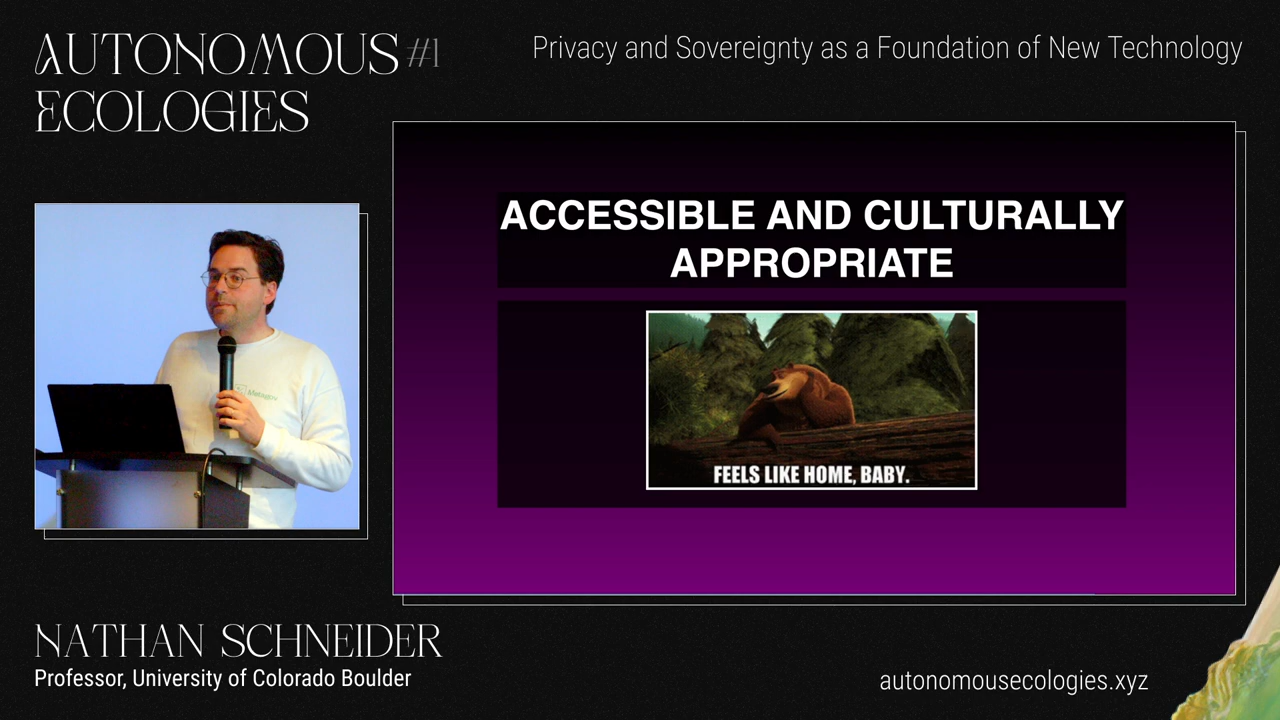 AUTONOMOUS #1
ECOLOGIES
Privacy and Sovereignty as a Foundation of New Technology
ACCESSIBLE AND CULTURALLY
APPROPRIATE
FEELS LIKE HOME, BABY.
NATHAN SCHNEIDER
Professor, University of Colorado Boulder
autonomousecologies.xyz